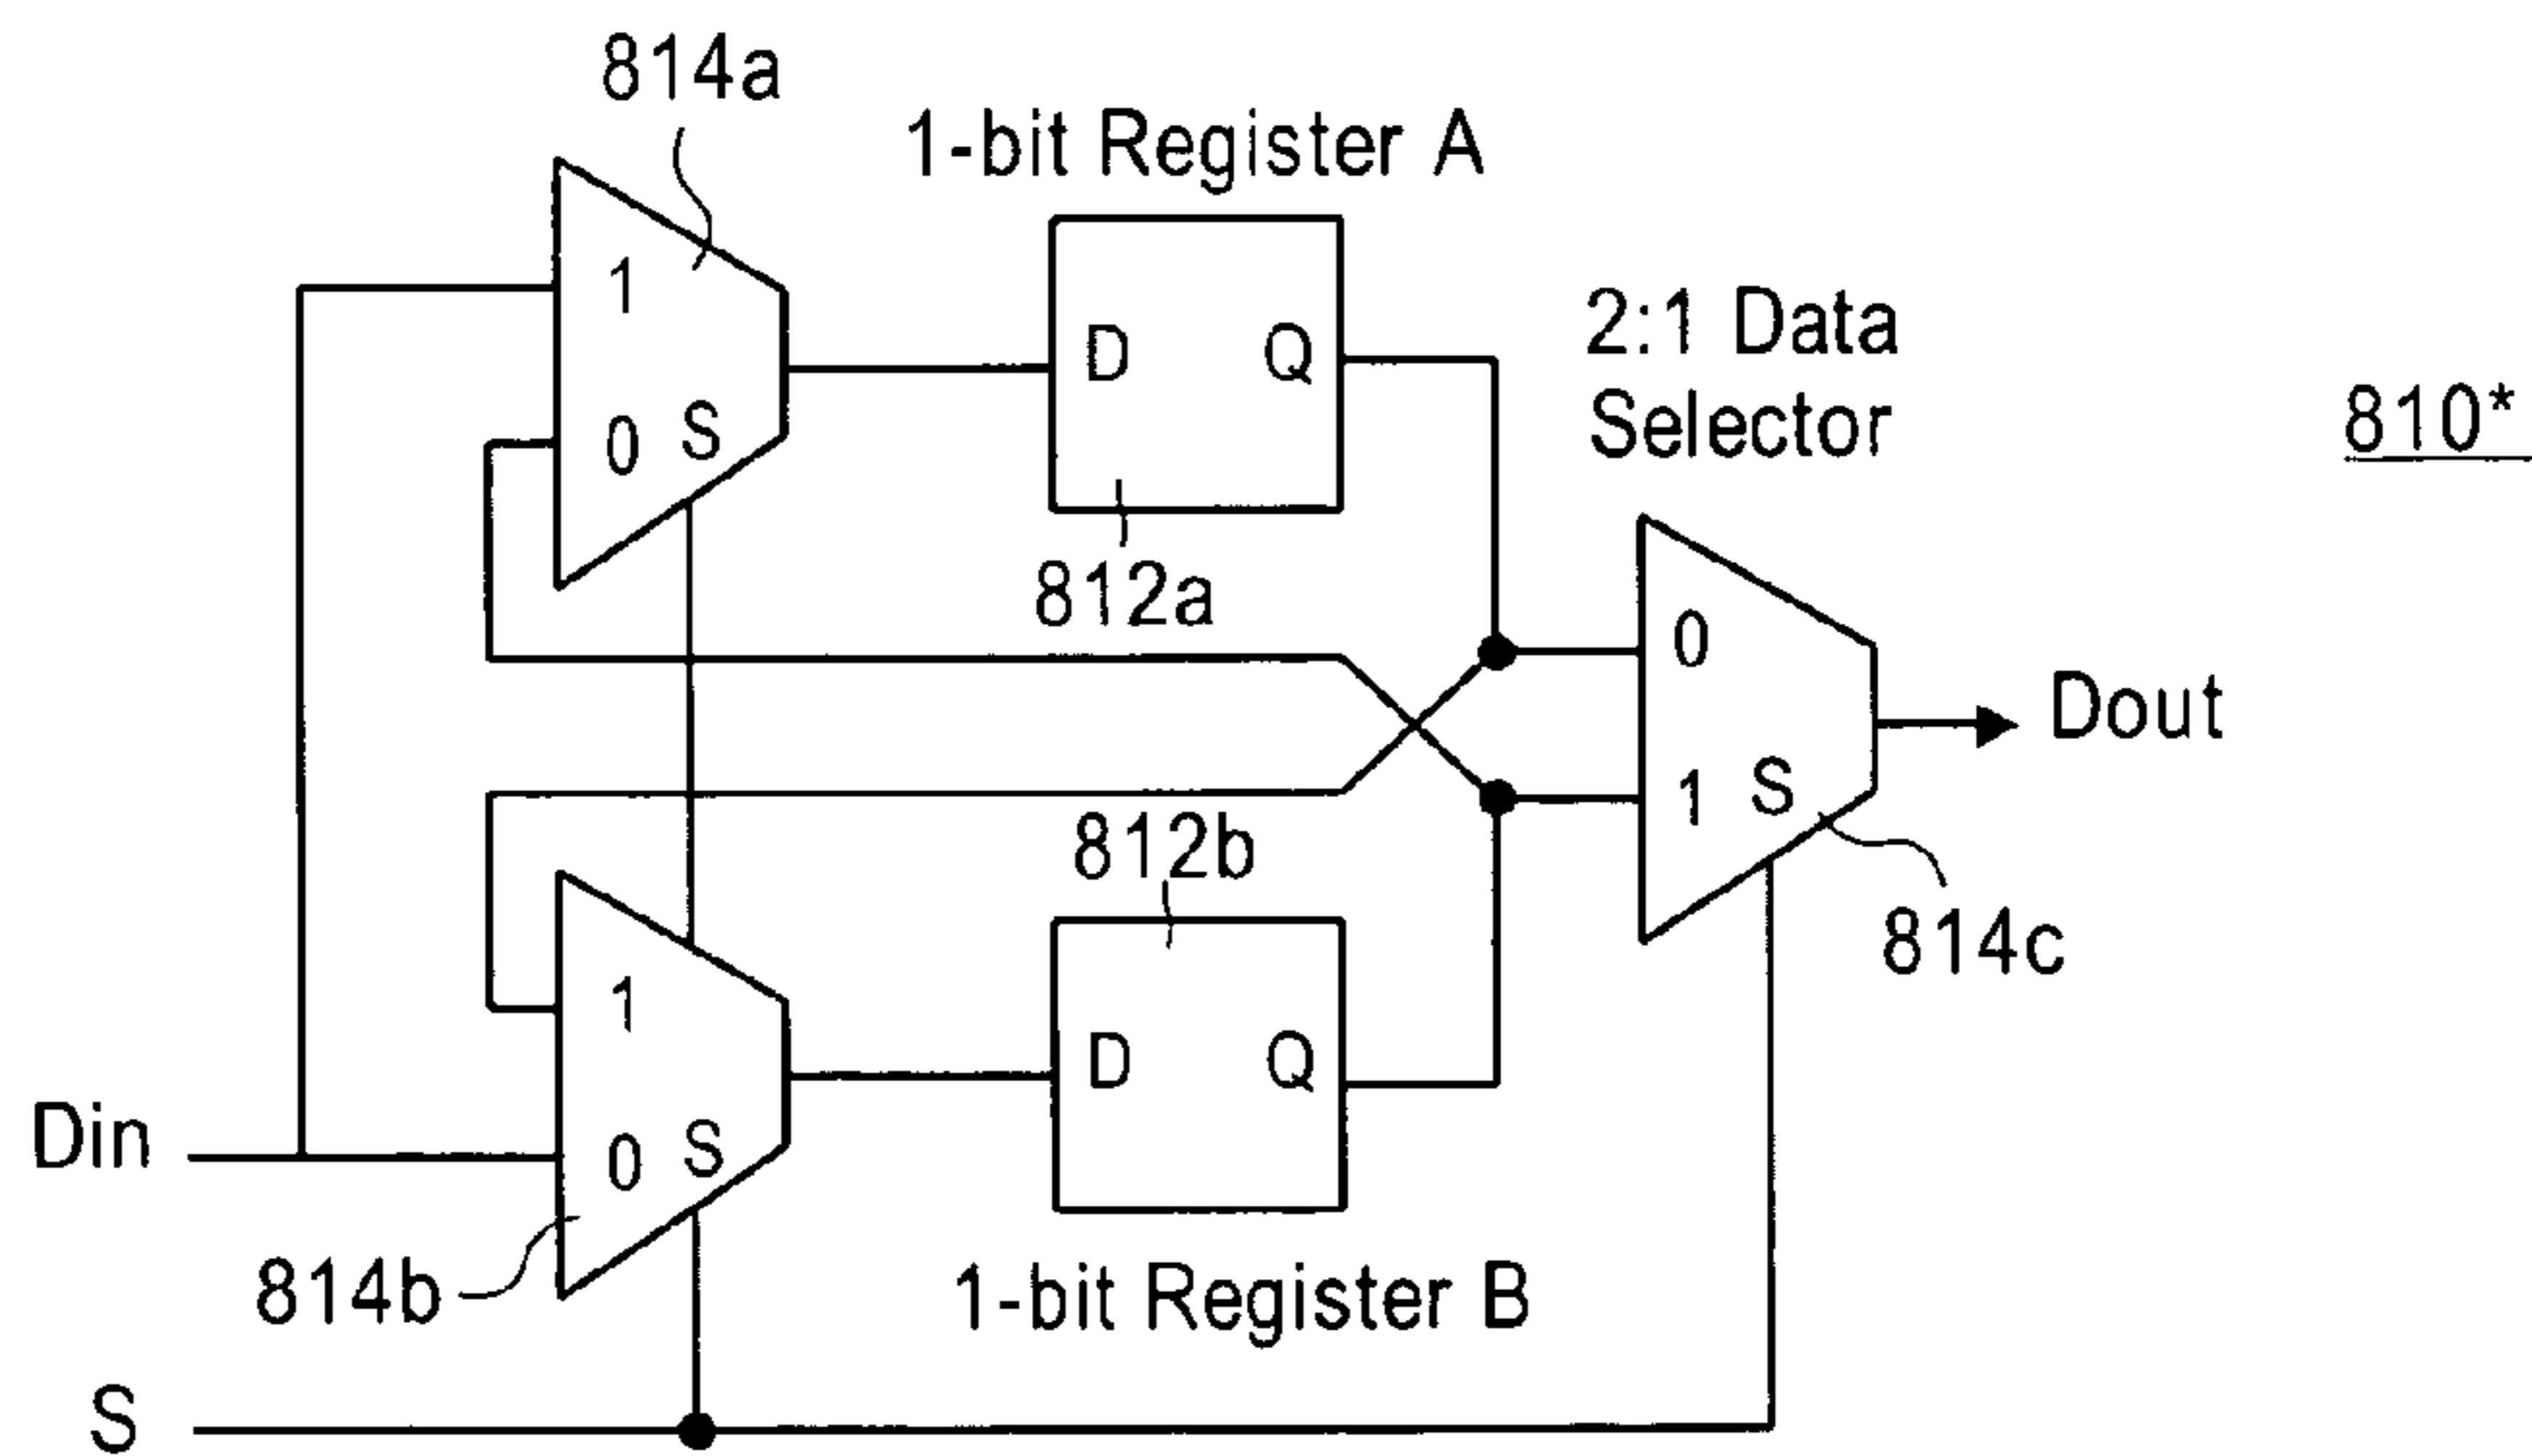 814a
1-bit Register A
1
0
S
D
Q
812a
2:1 Data
Selector
810*
0
1
S
Dout
814c
812b
1
0
S
D
Q
Din
814b
1-bit Register B
S